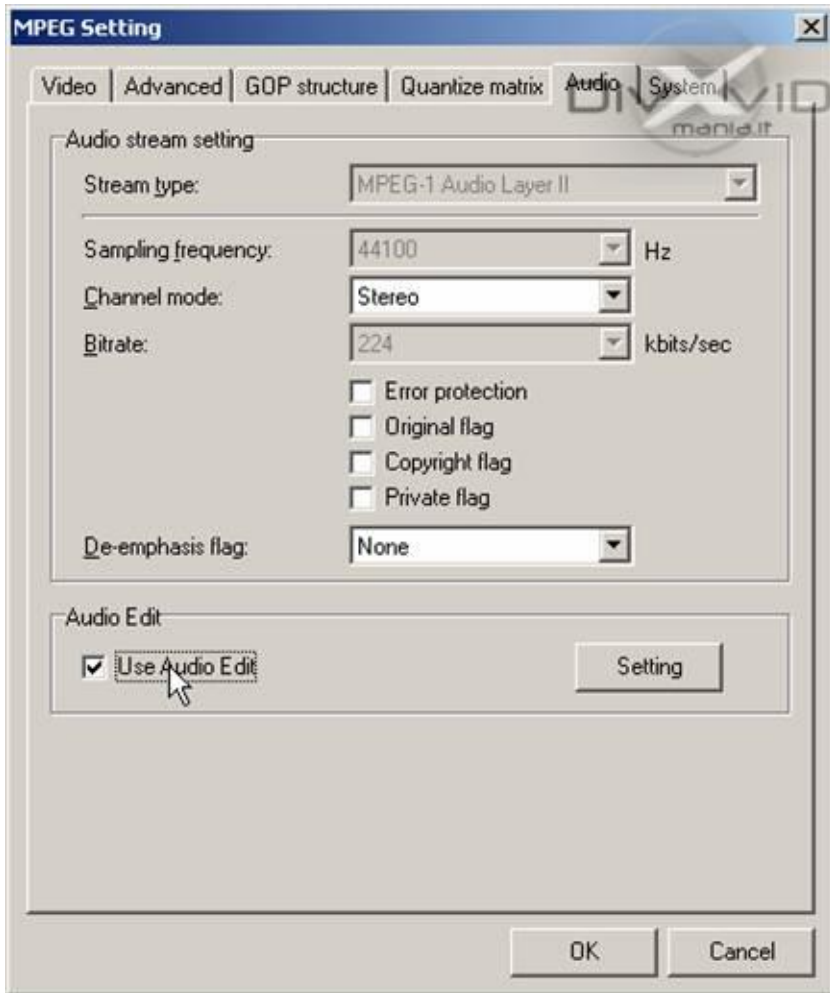 MPEG Setting
Video Advanced GOP structure Quantize matrix Audio System
DivXviD
mania.it
Audio stream setting
Stream type: MPEG-1 Audio Layer II
Sampling frequency: 44100 Hz
Channel mode: Stereo
Bitrate: 224 kbits/sec
Error protection
Original flag
Copyright flag
Private flag
De-emphasis flag: None
Audio Edit
Use Audio Edit Setting
OK Cancel